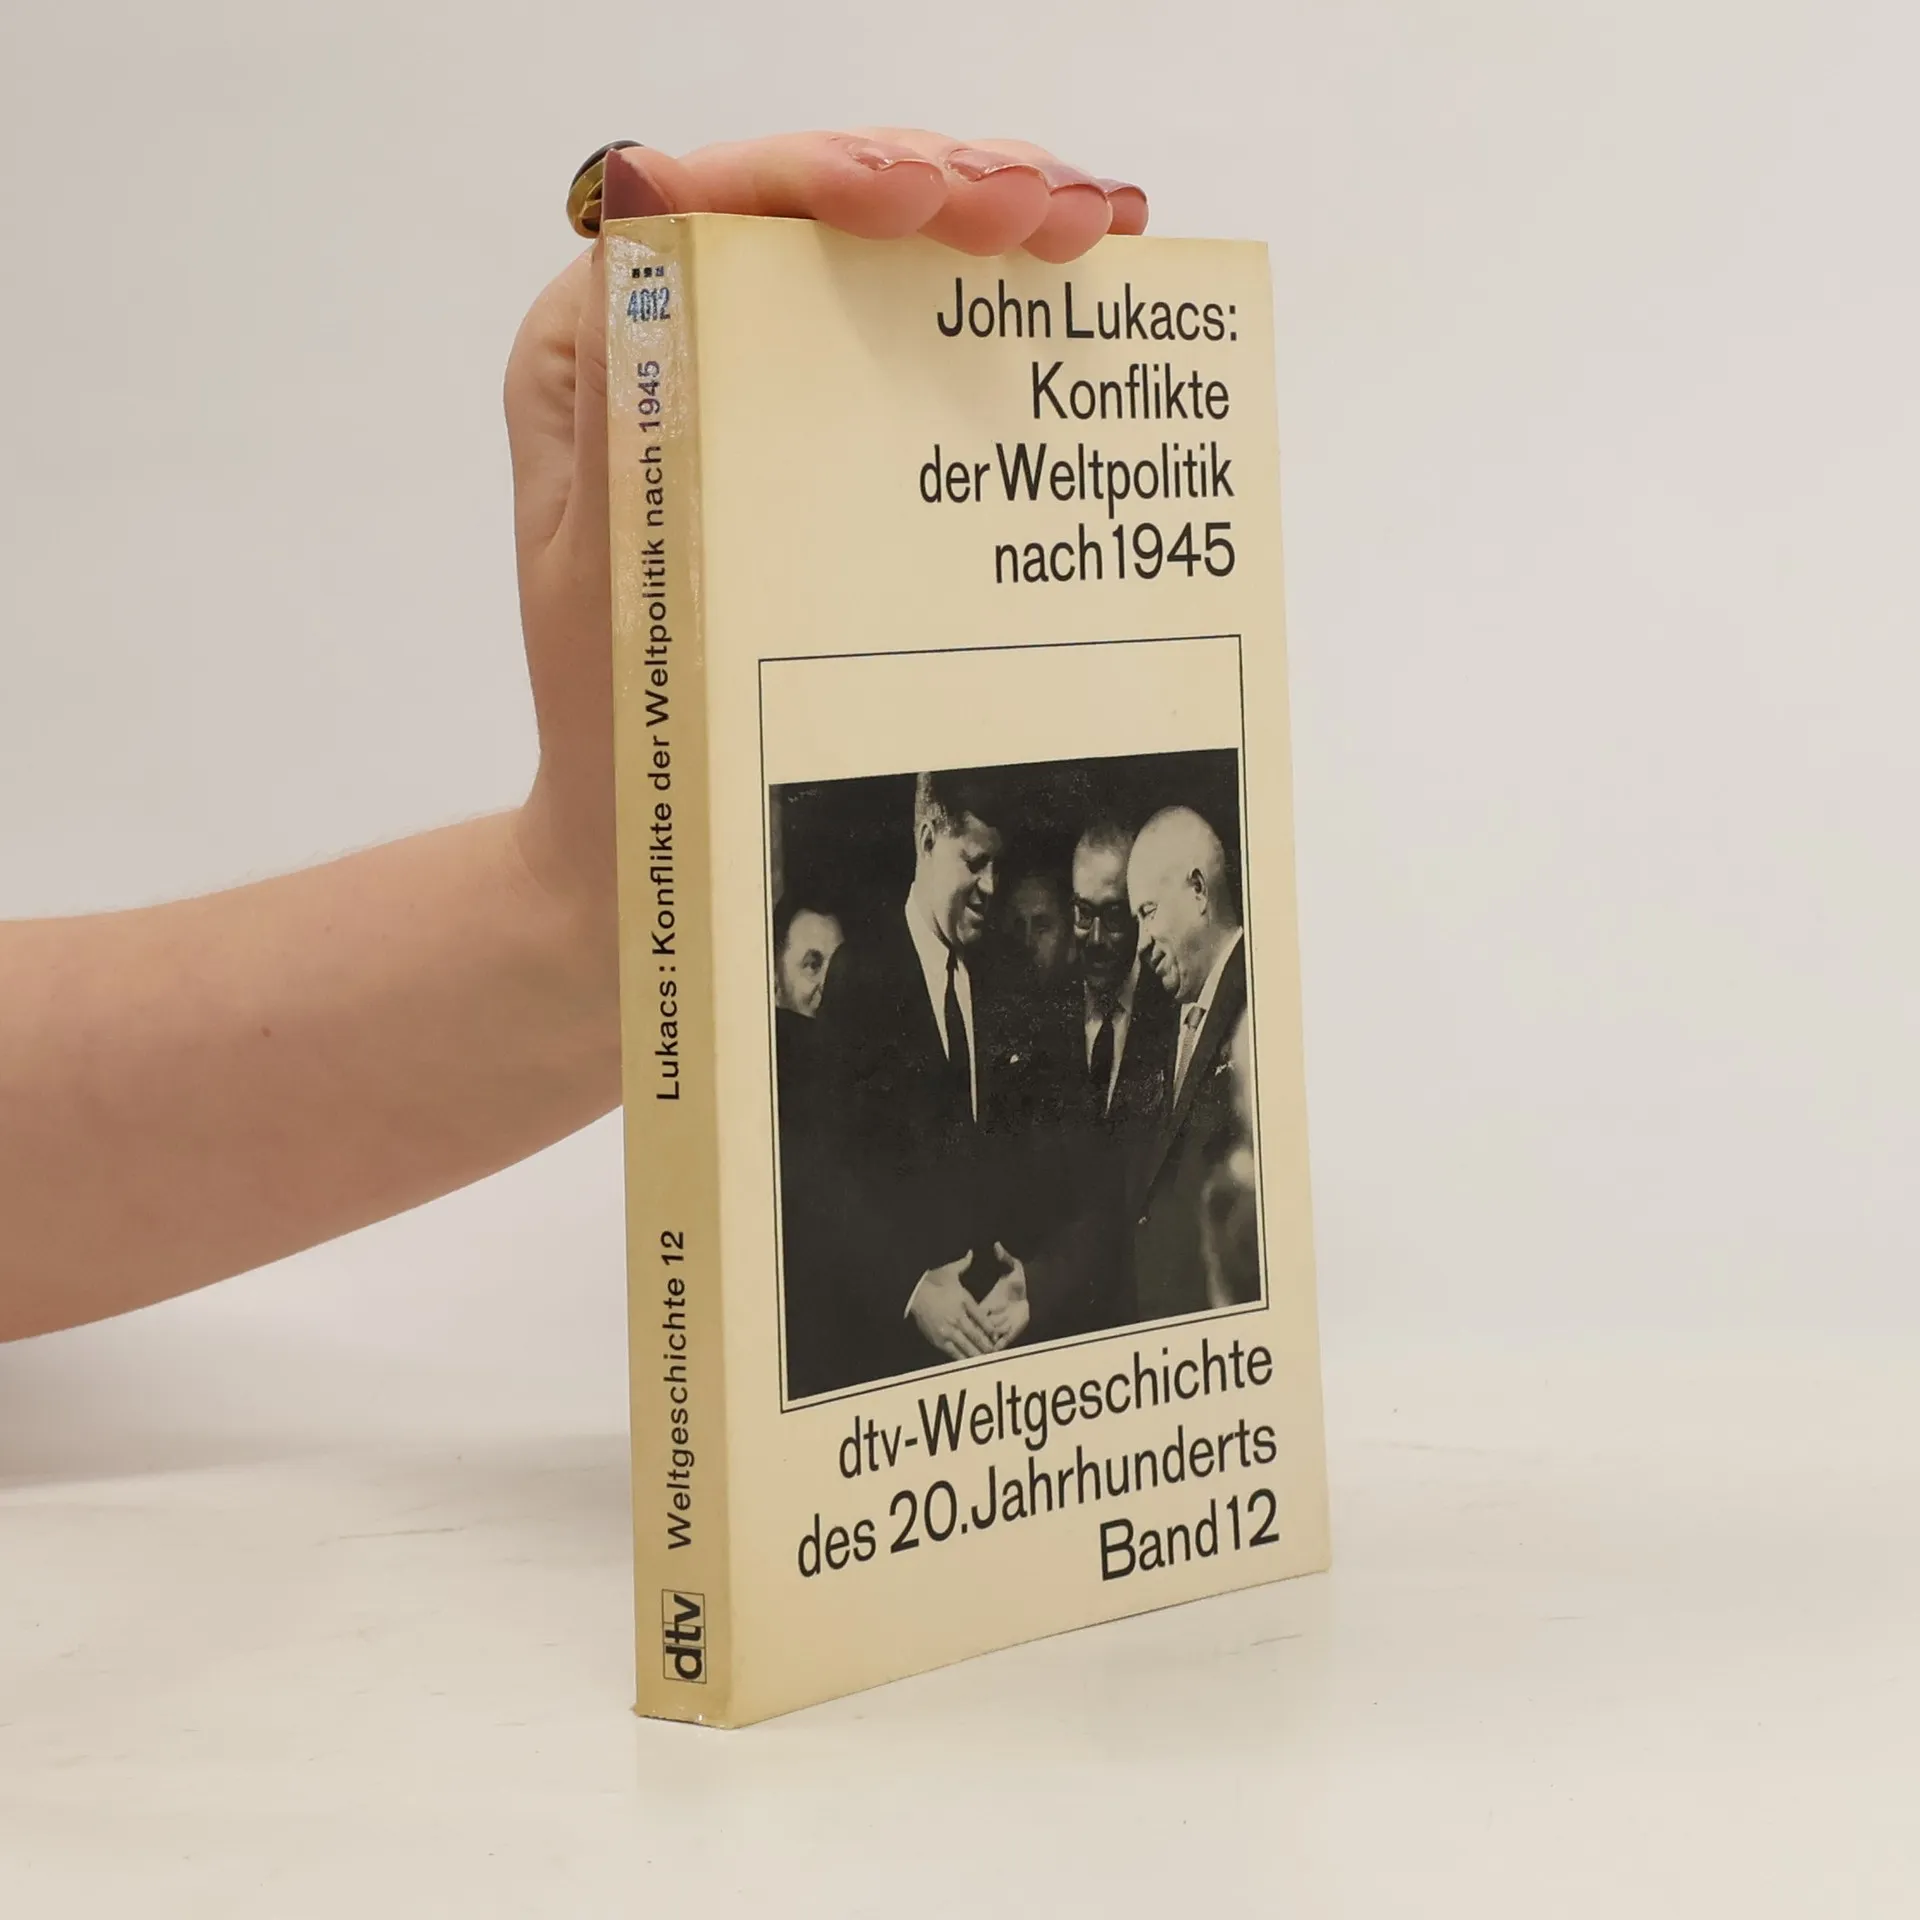 John Lukacs:
Konflikte
der Weltpolitik
nach 1945
dtv-Weltgeschichte
des 20. Jahrhunderts
Band 12
4012
Lukacs: Konflikte der Weltpolitik nach 1945
Weltgeschichte 12
dtv